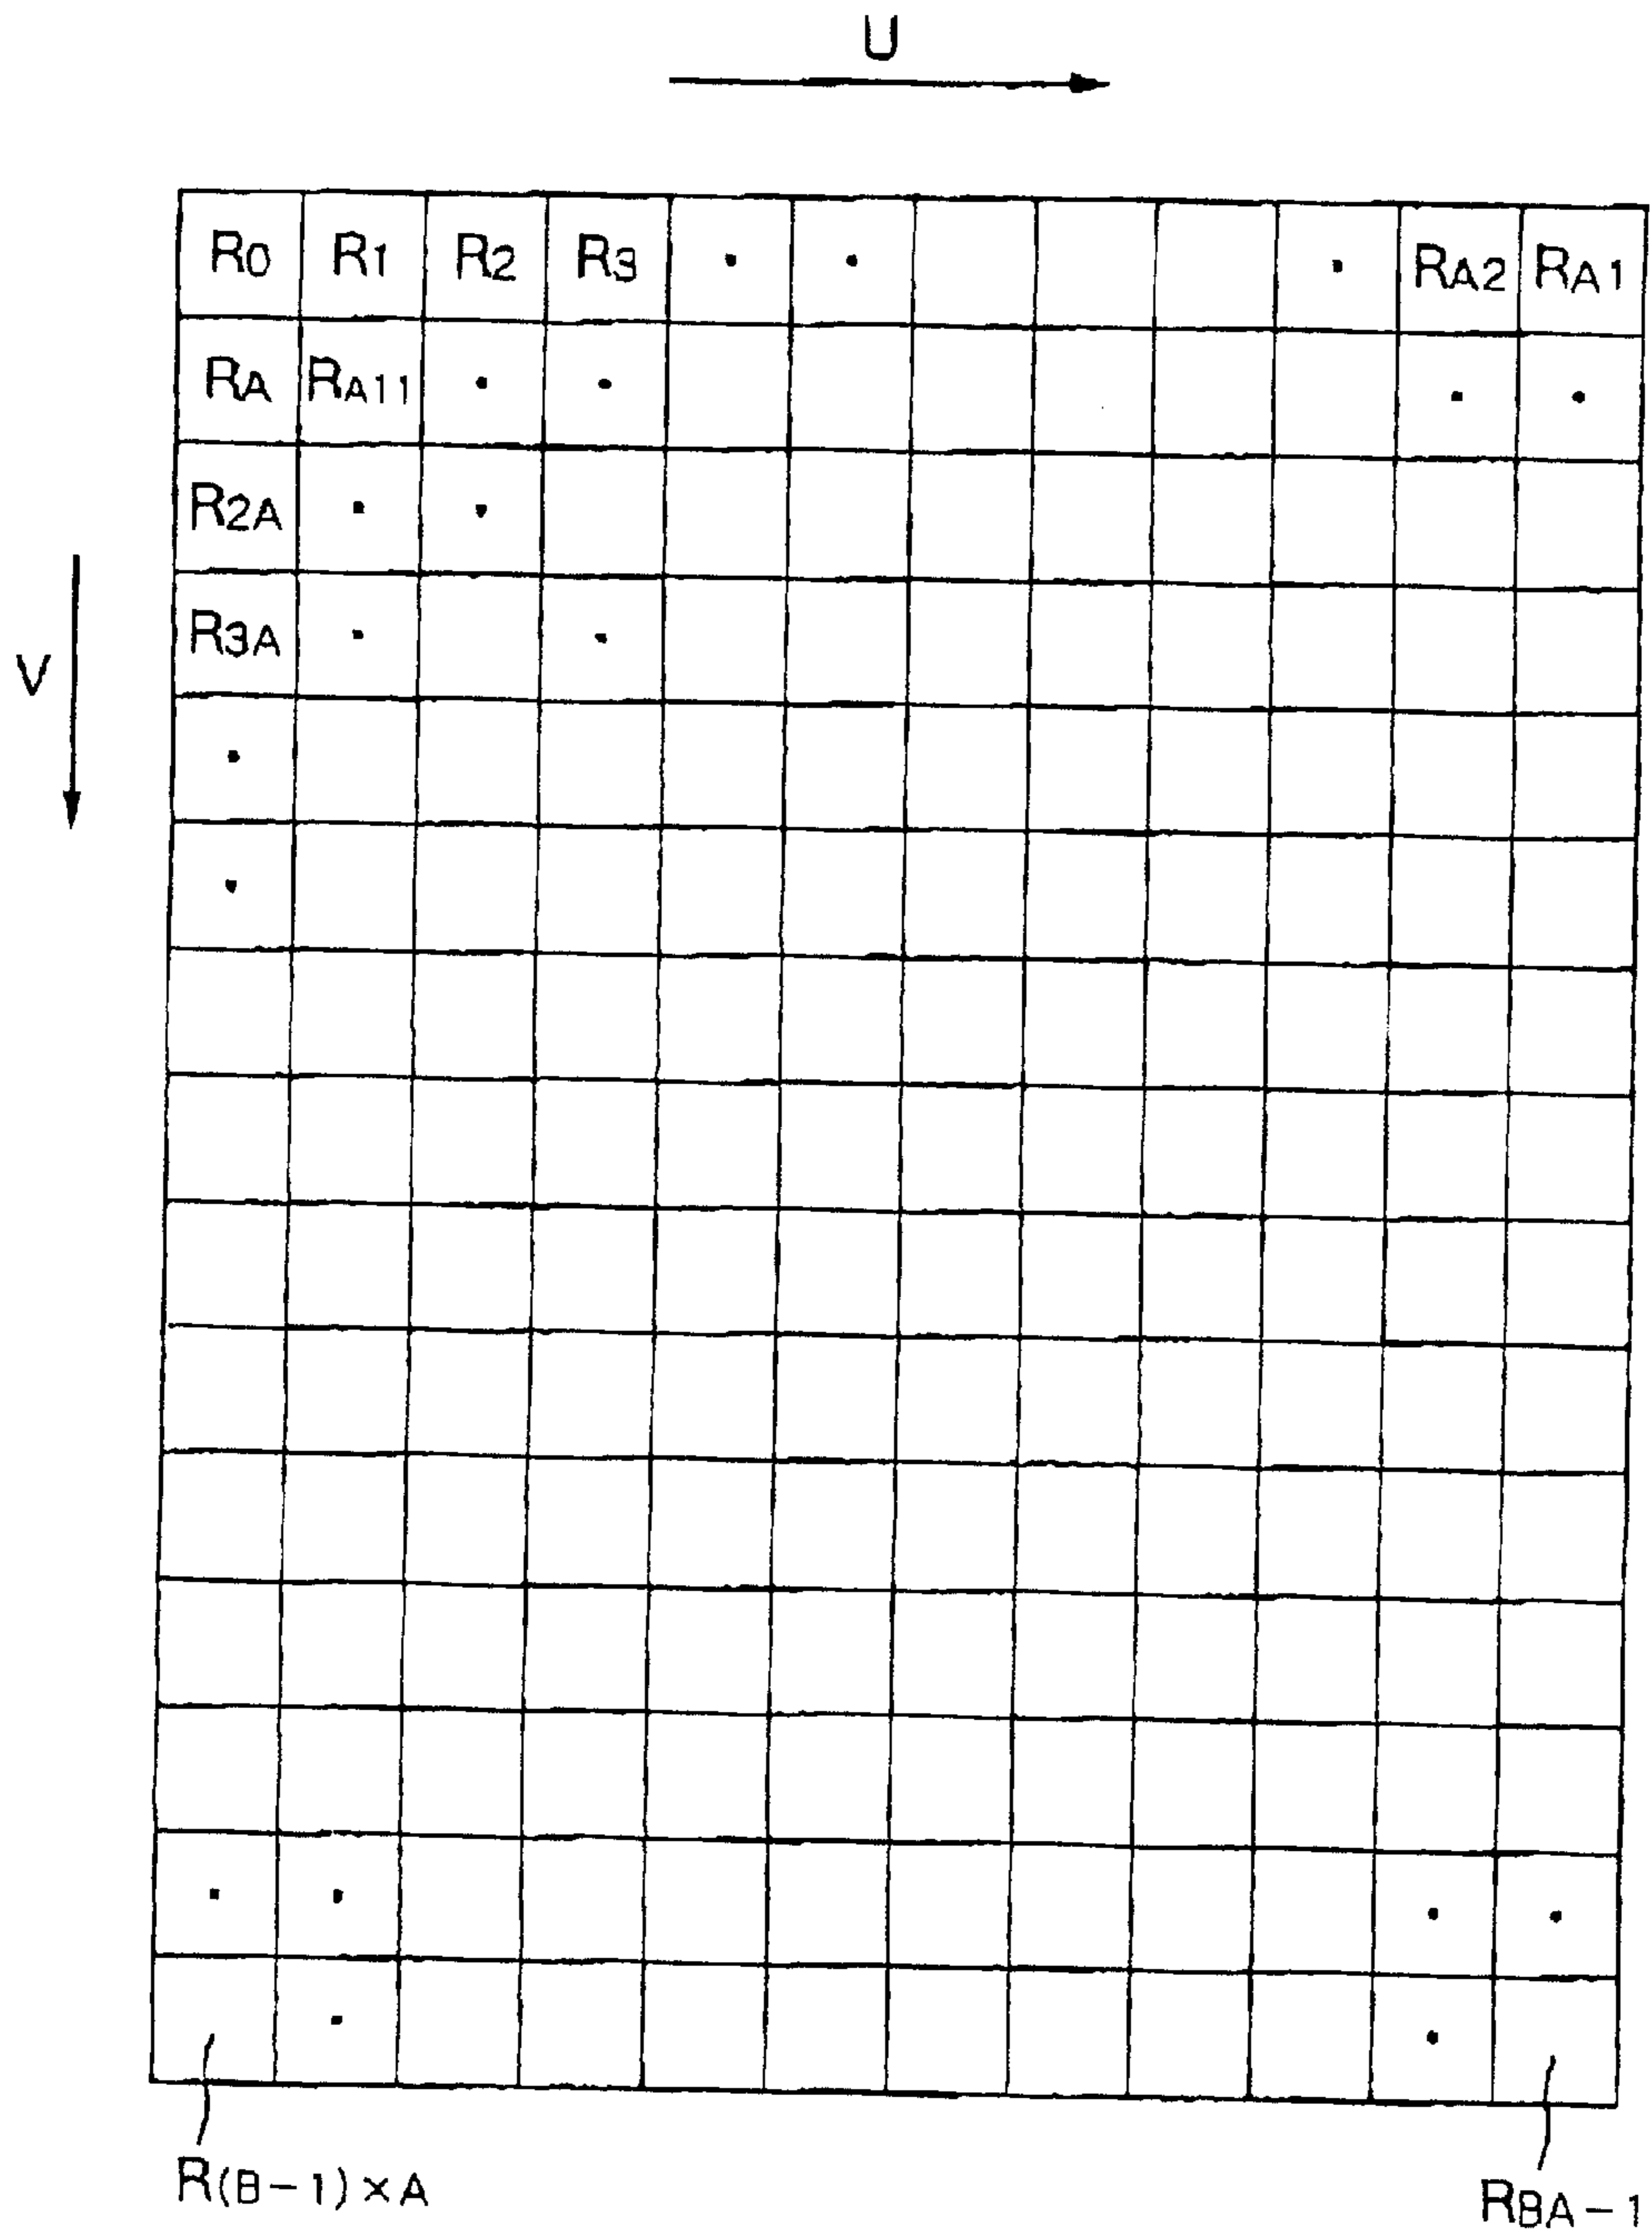 U
R0 R1 R2 R3 · · · RA2 RA1
RA RA11 · · · ·
R2A · ·
R3A · ·
V
·
·
· · · ·
· ·
R(B-1)×A
RBA-1